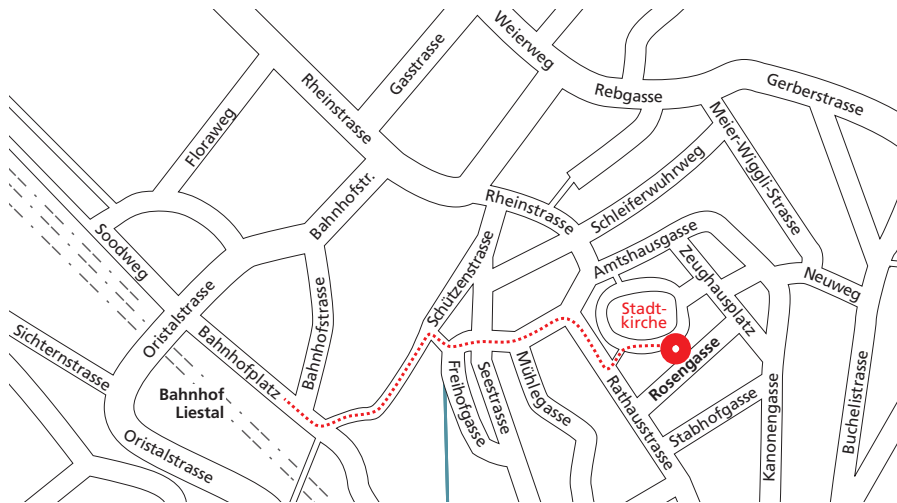 Weierweg
Gasstrasse
Rebgasse
Gerberstrasse
Rheinstrasse
Floraweg
Meier-Wiggli-Strasse
Bahnhofstr.
Schleiferwuhrweg
Rheinstrasse
Soodweg
Amtshausgasse
Zeughausplatz
Neuweg
Schützenstrasse
Oristalstrasse
Bahnhofstrasse
Stadt-
kirche
Sichternstrasse
Bahnhofplatz
Bahnhof
Liestal
Freihofgasse
Seestrasse
Mühlegasse
Rosengasse
Rathausstrasse
Stabhofgasse
Kanonengasse
Buchelistrasse
Oristalstrasse